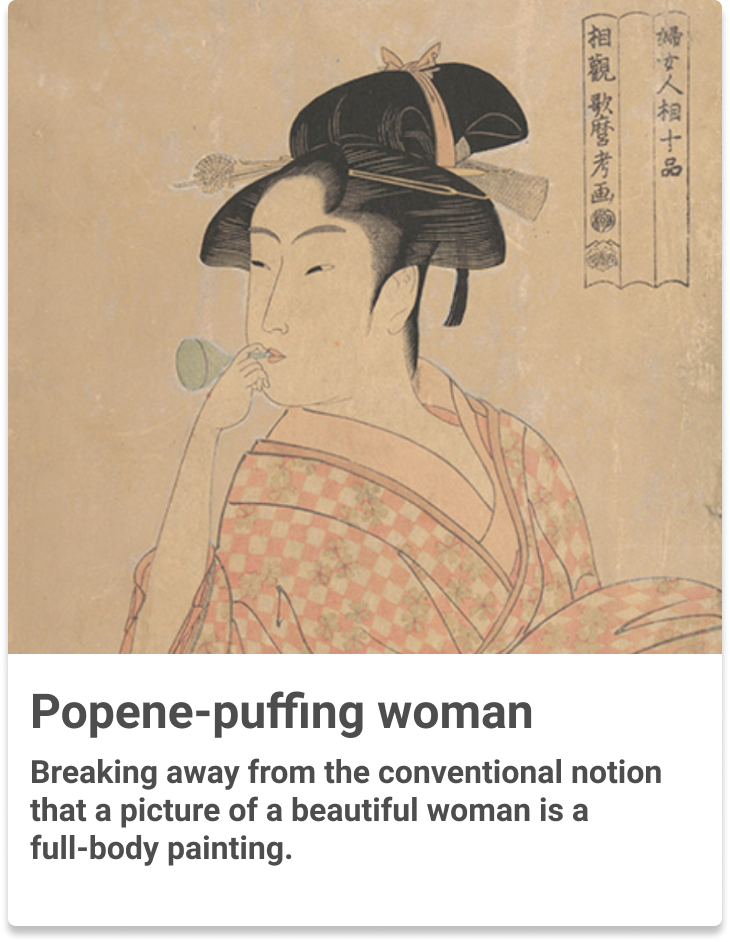 婦女人相十品
相觀 歌麿考画
Popene-puffing woman
Breaking away from the conventional notion
that a picture of a beautiful woman is a
full-body painting.